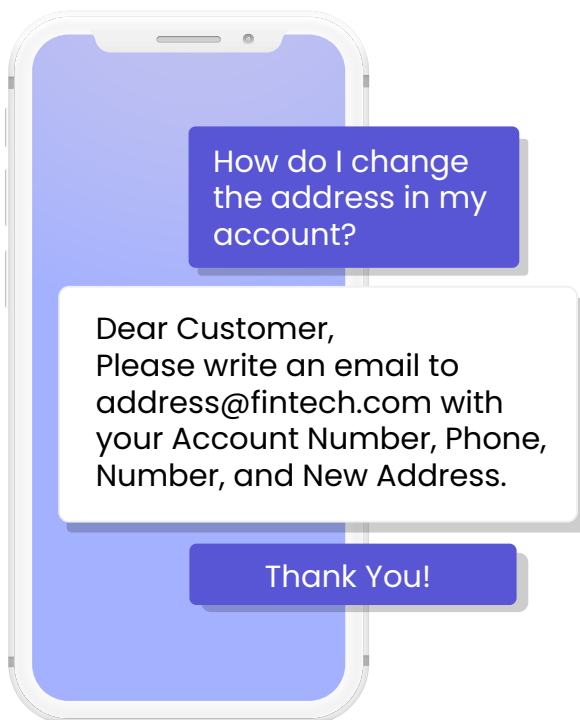 How do I change
the address in my
account?
Dear Customer,
Please write an email to
address@fintech.com with
your Account Number, Phone,
Number, and New Address.
Thank You!